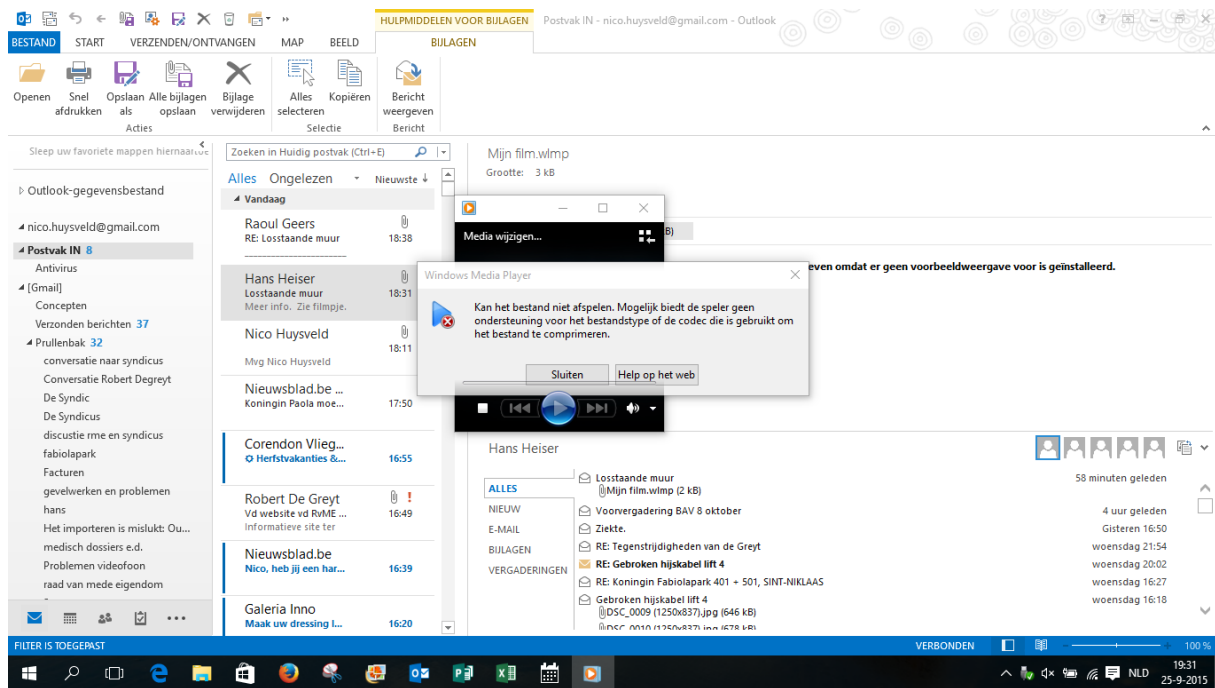 HULPMIDDELEN VOOR BIJLAGEN
Postvak IN - nico.huysveld@gmail.com - Outlook
BESTAND START VERZENDEN/ONTVANGEN MAP BEELD BIJLAGEN
Openen
Snel afdrukken
Opslaan als
Alle bijlagen opslaan
Bijlage verwijderen
Alles selecteren
Kopiëren
Bericht weergeven
Acties
Selectie
Bericht
Sleep uw favoriete mappen hiernaartoe
Outlook-gegevensbestand
nico.huysveld@gmail.com
Postvak IN 8
Antivirus
[Gmail]
Concepten
Verzonden berichten 37
Prullenbak 32
conversatie naar syndicus
Conversatie Robert Degreyt
De Syndic
De Syndicus
discustie rme en syndicus
fabiolapark
Facturen
gevelwerken en problemen
hans
Het importeren is mislukt: Ou...
medisch dossiers e.d.
Problemen videofoon
raad van mede eigendom
Zoeken in Huidig postvak (Ctrl+E)
Alles Ongelezen Nieuwste
Vandaag
Raoul Geers
RE: Losstaande muur 18:38
Hans Heiser
Losstaande muur 18:31
Meer info. Zie filmpje.
Nico Huysveld
18:11
Mvg Nico Huysveld
Nieuwsblad.be ...
Koningin Paola moe... 17:50
Corendon Vlieg...
Herfstvakanties &... 16:55
Robert De Greyt
Vd website vd RvME ... 16:49
Informatieve site ter
Nieuwsblad.be
Nico, heb jij een har... 16:39
Galeria Inno
Maak uw dressing l... 16:20
Mijn film.wlmp
Grootte: 3 kB
B)
even omdat er geen voorbeeldweergave voor is geïnstalleerd.
Media wijzigen...
Windows Media Player
Kan het bestand niet afspelen. Mogelijk biedt de speler geen
ondersteuning voor het bestandstype of de codec die is gebruikt om
het bestand te comprimeren.
Sluiten
Help op het web
Hans Heiser
ALLES
NIEUW
E-MAIL
BIJLAGEN
VERGADERINGEN
Losstaande muur 58 minuten geleden
Mijn film.wlmp (2 kB)
Voorvergadering BAV 8 oktober 4 uur geleden
Ziekte. Gisteren 16:50
RE: Tegenstrijdigheden van de Greyt woensdag 21:54
RE: Gebroken hijskabel lift 4 woensdag 20:02
RE: Koningin Fabiolapark 401 + 501, SINT-NIKLAAS woensdag 16:27
Gebroken hijskabel lift 4 woensdag 16:18
DSC_0009 (1250x837).jpg (646 kB)
DSC_0010 (1250x837).jpg (678 kB)
FILTER IS TOEGEPAST
VERBONDEN
100 %
NLD
19:31
25-9-2015